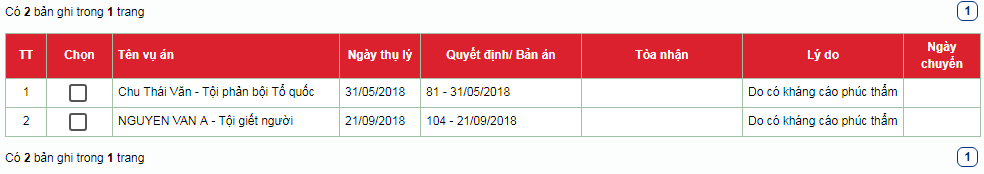 Có 2 bản ghi trong 1 trang 1
TT Chọn Tên vụ án Ngày thụ lý Quyết định/ Bản án Tòa nhận Lý do Ngày chuyển
1 Chu Thái Văn - Tội phản bội Tổ quốc 31/05/2018 81 - 31/05/2018 Do có kháng cáo phúc thẩm
2 NGUYEN VAN A - Tội giết người 21/09/2018 104 - 21/09/2018 Do có kháng cáo phúc thẩm
Có 2 bản ghi trong 1 trang 1